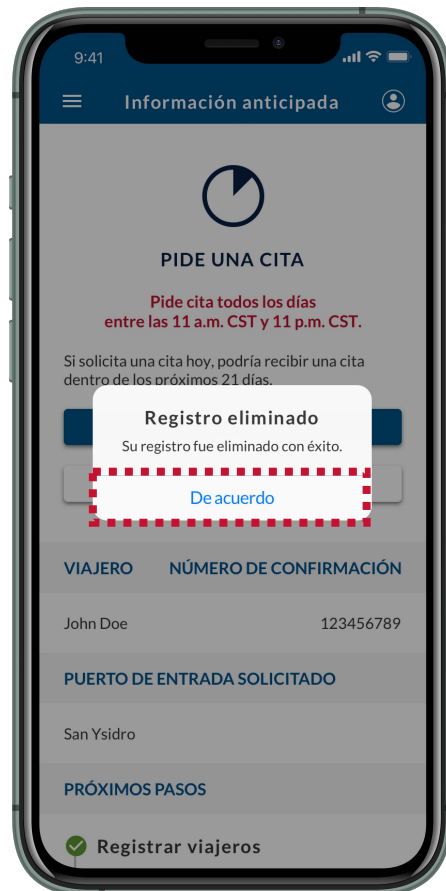 9:41
Información anticipada
PIDE UNA CITA
Pide cita todos los días
entre las 11 a.m. CST y 11 p.m. CST.
Si solicita una cita hoy, podría recibir una cita
dentro de los próximos 21 días.
Registro eliminado
Su registro fue eliminado con éxito.
De acuerdo
VIAJERO NÚMERO DE CONFIRMACIÓN
John Doe 123456789
PUERTO DE ENTRADA SOLICITADO
San Ysidro
PRÓXIMOS PASOS
Registrar viajeros